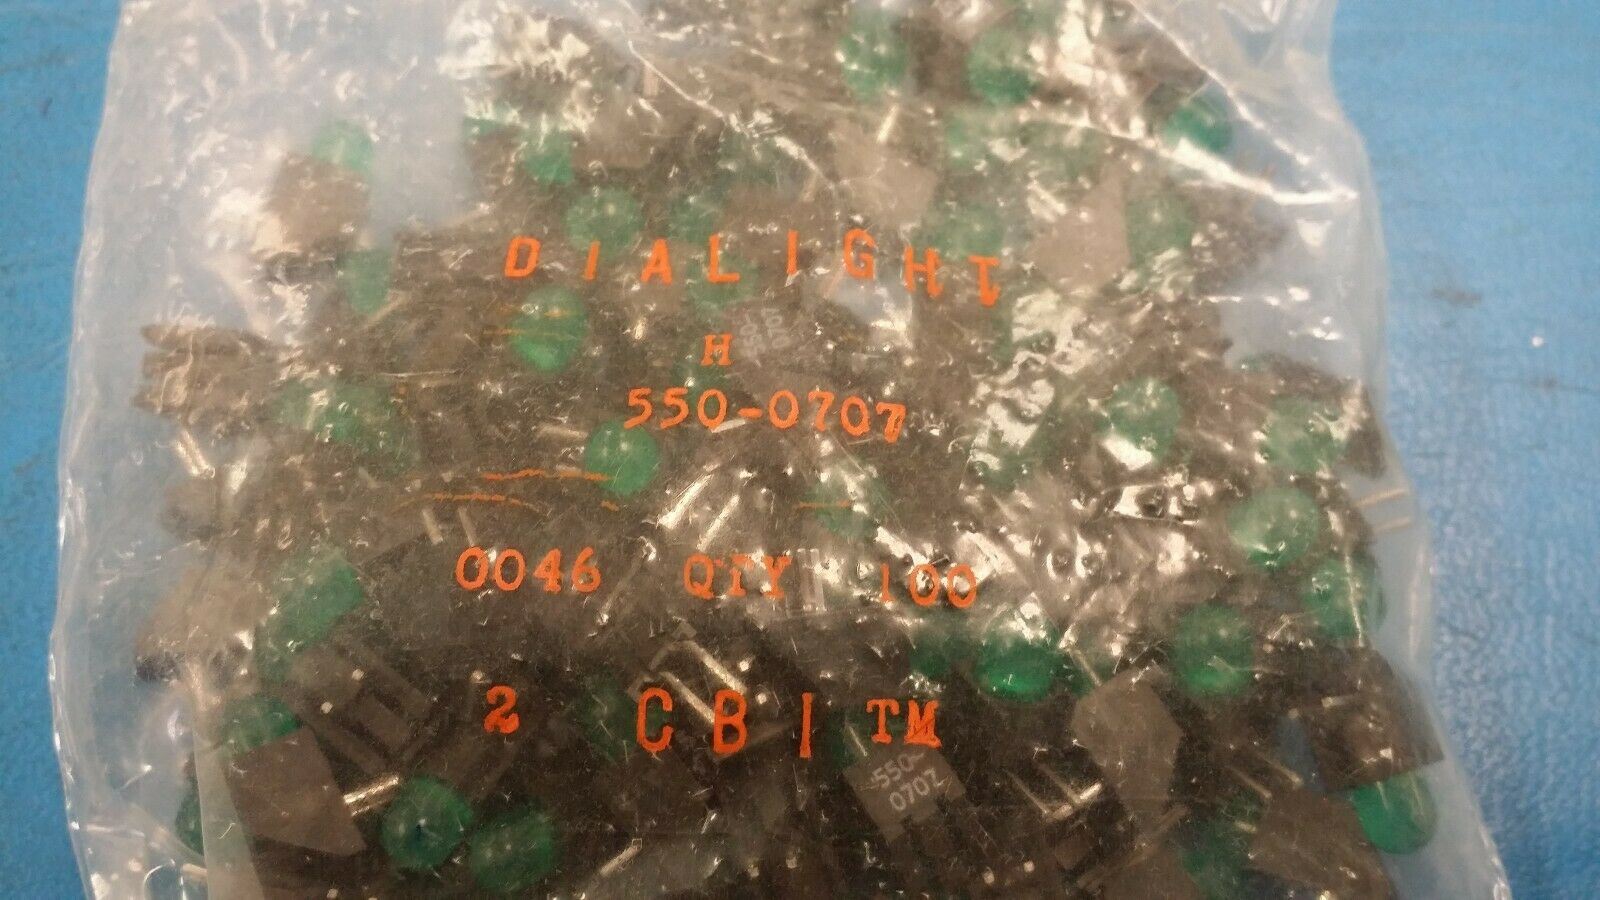 DIALIGHT
H
550-0707
0046 QTY 100
2 CBI TM
550-
0707